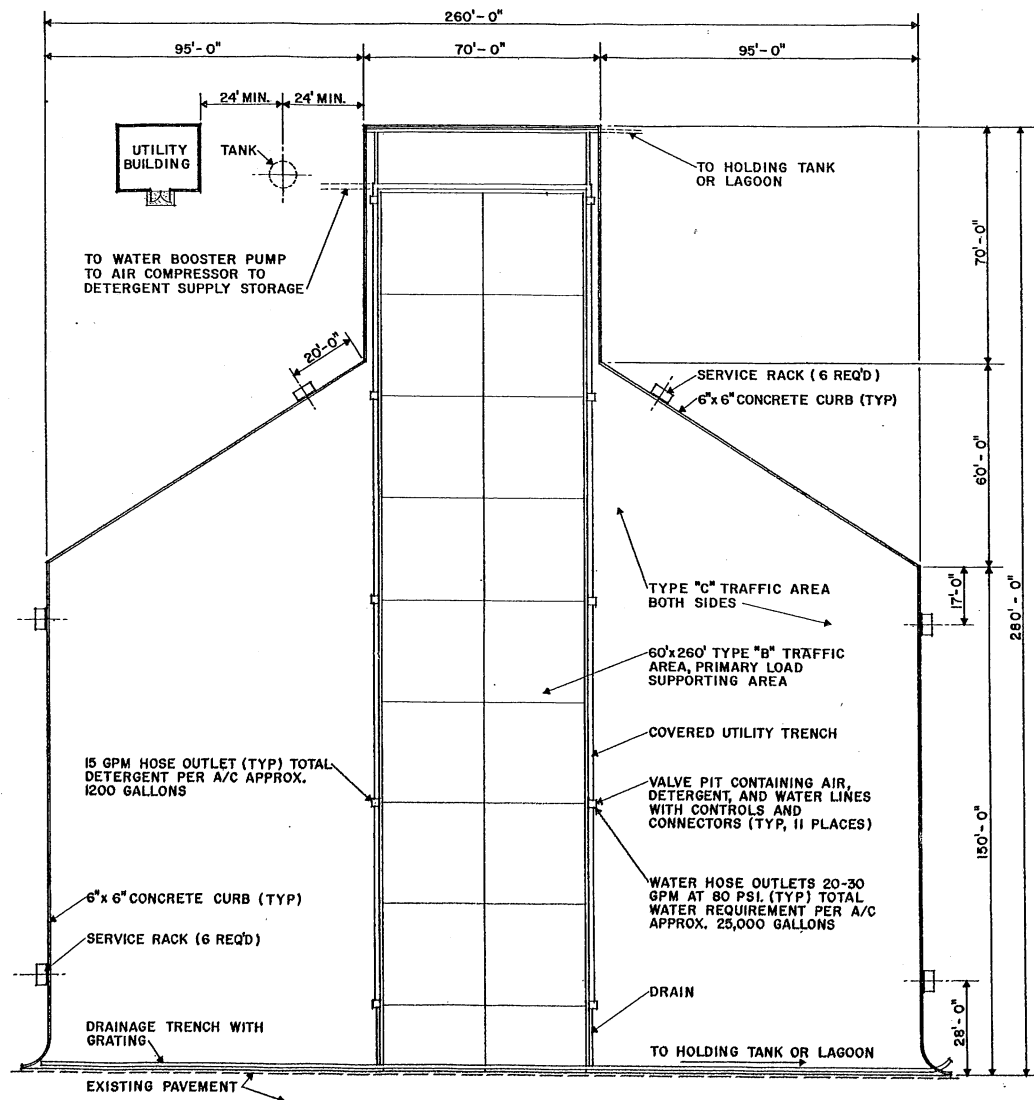 260'-0"
95'-0"
70'-0"
95'-0"
24' MIN.
24' MIN.
UTILITY
BUILDING
TANK
TO HOLDING TANK
OR LAGOON
TO WATER BOOSTER PUMP
TO AIR COMPRESSOR TO
DETERGENT SUPPLY STORAGE
70'-0"
20'-0"
SERVICE RACK (6 REQ'D)
6"x 6" CONCRETE CURB (TYP)
60'-0"
TYPE "C" TRAFFIC AREA
BOTH SIDES
17'-0"
280'-0"
60'x260' TYPE "B" TRAFFIC
AREA, PRIMARY LOAD
SUPPORTING AREA
COVERED UTILITY TRENCH
15 GPM HOSE OUTLET (TYP) TOTAL
DETERGENT PER A/C APPROX.
1200 GALLONS
VALVE PIT CONTAINING AIR,
DETERGENT, AND WATER LINES
WITH CONTROLS AND
CONNECTORS (TYP, 11 PLACES)
150'-0"
WATER HOSE OUTLETS 20-30
GPM AT 80 PSI. (TYP) TOTAL
WATER REQUIREMENT PER A/C
APPROX. 25,000 GALLONS
6"x 6" CONCRETE CURB (TYP)
SERVICE RACK (6 REQ'D)
DRAIN
28'-0"
DRAINAGE TRENCH WITH
GRATING
TO HOLDING TANK OR LAGOON
EXISTING PAVEMENT